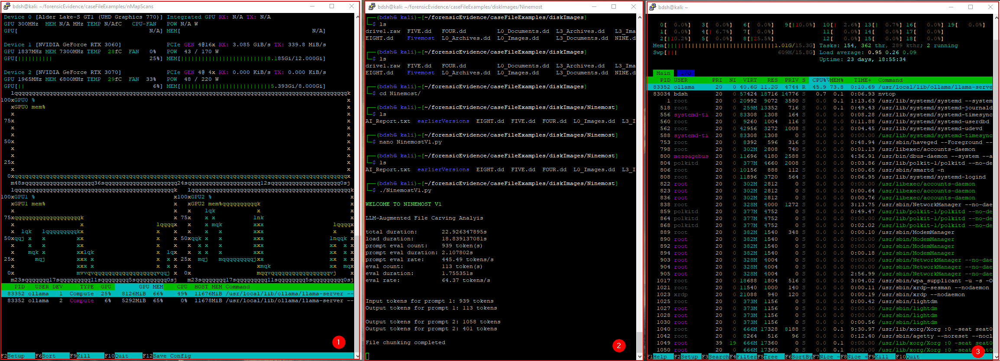 bdsh@kali: ~/forensicEvidence/caseFileExamples/nMapScans
Device 0 [Alder Lake-S GT1 (UHD Graphics 770)] Integrated GPU RX: N/A TX: N/A
GPU 300MHz  MEM N/A MHz TEMP N/AfC   CPU-FAN   POW N/A W
GPU[                                      N/A] MEM[                                      N/A]
Device 1 [NVIDIA GeForce RTX 3060]             PCIe GEN 4@16x RX: 3.085 GiB/s TX: 339.8 MiB/s
GPU 1837MHz MEM 7300MHz TEMP  28fC  FAN   0%   POW  43 / 170 W
GPU[||||||||||                             25%] MEM[|||||||||||||||||||||||||8.185Gi/12.000Gi]
Device 2 [NVIDIA GeForce RTX 3070]             PCIe GEN 4@ 4x RX: 0.000 KiB/s TX: 0.000 KiB/s
GPU 1965MHz MEM 6800MHz TEMP  29fC  FAN  33%   POW  48 / 220 W
GPU[||                                      6%] MEM[||||||||||||||||||||||||||5.393Gi/8.000Gi]
100x GPU0 %
GPU0 mem%
75x
50x
25x
0x
m48s 36s 24s 12s 0sj
100x GPU1 %
GPU1 mem%
75x
50x
25x
0x
m23s 17s 11s 5s 0sj
100x GPU2 %
GPU2 mem%
75x
50x
25x
0x
m23s 17s 11s 5s 0sj
PID   USER DEV     TYPE  GPU        GPU MEM    CPU  HOST MEM Command
83352 ollama  1  Compute  25%   8126MiB  66%    49%  11676MiB /usr/local/lib/ollama/llama-server --
83352 ollama  2  Compute   6%   5292MiB  65%     0%  11678MiB /usr/local/lib/ollama/llama-server --
F2Setup   F6Sort    F9Kill    F10Quit    F12Save Config
1
bdsh@kali: ~/forensicEvidence/caseFileExamples/diskImages/Ninemost
(bdsh㉿kali)-[~/forensicEvidence/caseFileExamples/diskImages]
$ ls
drivel.raw  FIVE.dd   FOUR.dd         L0_Documents.dd  L3_Archives.dd   L3_Ima
EIGHT.dd    Fivemost  L0_Archives.dd  L0_Images.dd     L3_Documents.dd  NINE.d
(bdsh㉿kali)-[~/forensicEvidence/caseFileExamples/diskImages]
$ ls
drivel.raw  FIVE.dd   FOUR.dd         L0_Documents.dd  L3_Archives.dd   L3_Ima
EIGHT.dd    Fivemost  L0_Archives.dd  L0_Images.dd     L3_Documents.dd  NINE.d
(bdsh㉿kali)-[~/forensicEvidence/caseFileExamples/diskImages]
$ cd Ninemost/
(bdsh㉿kali)-[~/forensicEvidence/caseFileExamples/diskImages/Ninemost]
$ ls
AI_Report.txt  earlierVersions  EIGHT.dd  FIVE.dd  FOUR.dd  L0_Images.dd  L3_I
(bdsh㉿kali)-[~/forensicEvidence/caseFileExamples/diskImages/Ninemost]
$ nano NinemostV1.py
(bdsh㉿kali)-[~/forensicEvidence/caseFileExamples/diskImages/Ninemost]
$ ls
AI_Report.txt  earlierVersions  EIGHT.dd  FIVE.dd  FOUR.dd  L0_Images.dd  L3_I
(bdsh㉿kali)-[~/forensicEvidence/caseFileExamples/diskImages/Ninemost]
$ ./NinemostV1.py
WELCOME TO NINEMOST V1
LLM-Augmented File Carving Analyis
total duration:       22.926347895s
load duration:        18.839137081s
prompt eval count:    939 token(s)
prompt eval duration: 2.107802s
prompt eval rate:     445.49 tokens/s
eval count:           113 token(s)
eval duration:        1.755351s
eval rate:            64.37 tokens/s
Input tokens for prompt 1: 939 tokens
Output tokens for prompt 1: 113 tokens
Output tokens for prompt 2: 1058 tokens
Output tokens for prompt 2: 401 tokens
File chunking completed
2
bdsh@kali: ~
0[  0.0%]  3[  0.0%]  6[  0.0%]  9[|10.0%]  10[|  2.6%]  13[|  0.7%]  16[  0.0%]  19[  0.0%]
1[  0.0%]  4[| 6.7%]  7[  0.0%]  11[  0.0%]  14[  0.0%]  17[  0.0%]
2[|10.2%]  5[  0.0%]  8[|25.5%]  12[  0.0%]  15[  0.0%]  18[  0.0%]
Mem[|||||||||||||||||||||||||||||||1.01G/15.3G] Tasks: 154, 362 thr, 289 kthr; 2 running
Swp[|||                             609M/15.8G] Load average: 0.95 0.26 0.09
Uptime: 23 days, 18:55:34
Main  I/O
PID USER       PRI  NI  VIRT   RES  PRIV S  CPU%▽MEM%   TIME+  Command
83352 ollama      20   0 40.6G 11.2G  4744 R  45.9 73.8  0:10.69 /usr/local/lib/ollama/llama-serve
83034 bdsh        20   0 57424 18716 14776 S   0.7  0.1  0:06.93 nvtop
1 root        20   0 20992  9072  3580 S   0.0  0.1  1:13.63 /usr/lib/systemd/systemd --system
518 root        20   0  259M 13352   716 S   0.0  0.1  0:49.43 /usr/lib/systemd/systemd-journald
556 systemd-ti  20   0 83308  1308   164 S   0.0  0.0  0:08.28 /usr/lib/systemd/systemd-timesync
560 root        20   0  9260  1004   116 S   0.0  0.0  0:11.88 /usr/lib/systemd/systemd-userdbd
562 root        20   0 42956  3272  1008 S   0.0  0.0  0:04.45 /usr/lib/systemd/systemd-udevd
588 systemd-ti  20   0 83308  1308     0 S   0.0  0.0  0:00.00 /usr/lib/systemd/systemd-timesync
753 root        20   0  8392   596   316 S   0.0  0.0  0:48.94 /usr/sbin/haveged --Foreground --
798 root        20   0  302M  2808   740 S   0.0  0.0  0:01.13 /usr/libexec/accounts-daemon
800 messagebus  20   0 11696  4180  2588 S   0.0  0.0  4:36.91 /usr/bin/dbus-daemon --system --a
804 polkitd     20   0  377M  4660  2008 S   0.0  0.0  0:03.86 /usr/lib/polkit-1/polkitd --no-de
806 root        20   0 10156   888   112 S   0.0  0.0  0:00.65 /usr/sbin/smartd -n
808 root        20   0 11896  3720   564 S   0.0  0.0  0:06.95 /usr/lib/systemd/systemd-logind
822 root        20   0  302M  2812     0 S   0.0  0.0  0:00.00 /usr/libexec/accounts-daemon
823 root        20   0  302M  2812     0 S   0.0  0.0  0:00.64 /usr/libexec/accounts-daemon
836 root        20   0  302M  2812     0 S   0.0  0.0  0:00.76 /usr/libexec/accounts-daemon
838 root        20   0  328M  4000  1272 S   0.0  0.0  3:13.75 /usr/sbin/NetworkManager --no-dae
859 polkitd     20   0  377M  4752     0 S   0.0  0.0  0:49.47 /usr/lib/polkit-1/polkitd --no-de
864 polkitd     20   0  377M  4752     0 S   0.0  0.0  0:00.00 /usr/lib/polkit-1/polkitd --no-de
868 polkitd     20   0  377M  4752     0 S   0.0  0.0  0:02.02 /usr/lib/polkit-1/polkitd --no-de
889 root        20   0  382M  1540   348 S   0.0  0.0  0:00.10 /usr/sbin/ModemManager
890 root        20   0  382M  1540     0 S   0.0  0.0  0:00.00 /usr/sbin/ModemManager
892 root        20   0  382M  1540     0 S   0.0  0.0  0:00.00 /usr/sbin/ModemManager
894 root        20   0  382M  1540     0 S   0.0  0.0  0:00.18 /usr/sbin/ModemManager
903 root        20   0  328M  4004     0 S   0.0  0.0  0:00.00 /usr/sbin/NetworkManager --no-dae
904 root        20   0  328M  4004     0 S   0.0  0.0  0:00.00 /usr/sbin/NetworkManager --no-dae
905 root        20   0  328M  4004     0 S   0.0  0.0  2:56.99 /usr/sbin/NetworkManager --no-dae
1017 root        20   0 18688  1804   516 S   0.0  0.0  3:04.02 /usr/sbin/wpa_supplicant -u -s -O
1021 root        20   0 11540  1000   140 S   0.0  0.0  0:00.11 /usr/sbin/xrdp-sesman --nodaemon
1023 xrdp        20   0 21088   940   120 S   0.0  0.0  0:00.19 /usr/sbin/xrdp --nodaemon
1025 root        20   0  373M  1156     0 S   0.0  0.0  0:00.42 /usr/sbin/lightdm
1027 root        20   0  373M  1156     0 S   0.0  0.0  0:00.00 /usr/sbin/lightdm
1028 root        20   0  373M  1156     0 S   0.0  0.0  0:00.00 /usr/sbin/lightdm
1030 root        20   0  373M  1156     0 S   0.0  0.0  0:00.56 /usr/sbin/lightdm
1040 root        20   0  666M 17328  8188 S   0.0  0.1  9:30.97 /usr/lib/xorg/Xorg :0 -seat seat0
1042 root        20   0  8264   516    96 S   0.0  0.0  0:12.40 /usr/sbin/agetty --noreset --nocl
1049 root        39  19  666M 17360     0 S   0.0  0.1  0:00.00 /usr/lib/xorg/Xorg :0 -seat seat0
1050 root        20   0  666M 17360     0 S   0.0  0.1  0:00.00 /usr/lib/xorg/Xorg :0 -seat seat0
F1Help  F2Setup F3SearchF4FilterF5Tree  F6SortByF7Nice -F8Nice +F9Kill  F10Quit
3